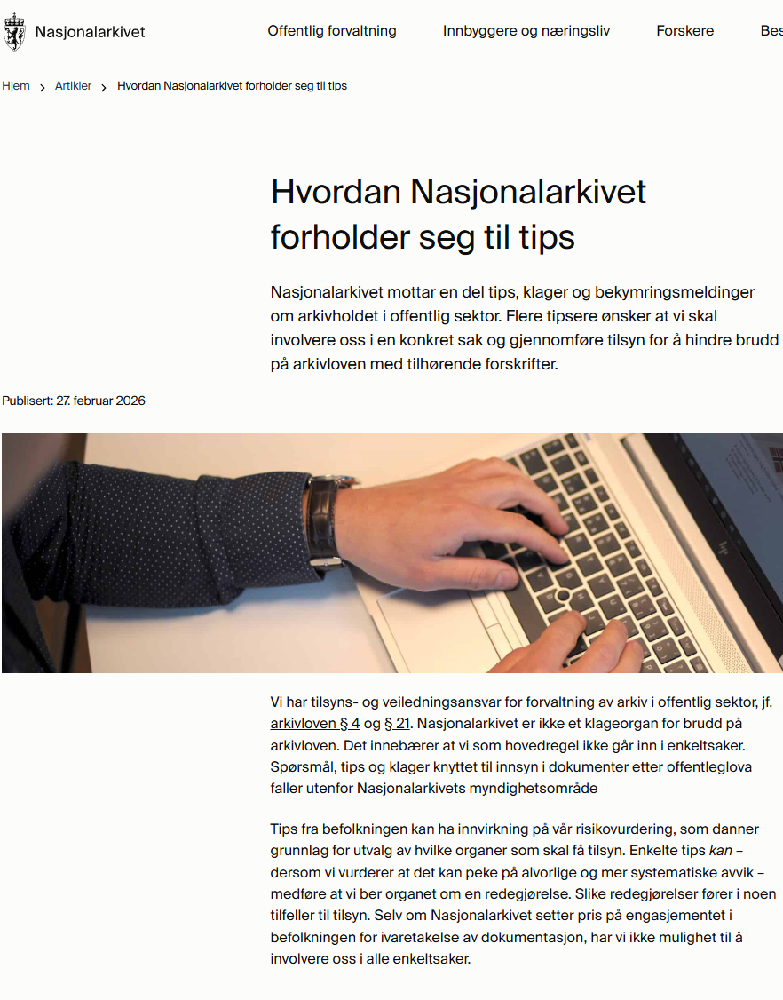 Nasjonalarkivet
Offentlig forvaltning
Innbyggere og næringsliv
Forskere
Hjem
Artikler
Hvordan Nasjonalarkivet forholder seg til tips
Hvordan Nasjonalarkivet
forholder seg til tips
Nasjonalarkivet mottar en del tips, klager og bekymringsmeldinger
om arkivholdet i offentlig sektor. Flere tipsere ønsker at vi skal
involvere oss i en konkret sak og gjennomføre tilsyn for å hindre brudd
på arkivloven med tilhørende forskrifter.
Publisert: 27. februar 2026
Vi har tilsyns- og veiledningsansvar for forvaltning av arkiv i offentlig sektor, jf.
arkivloven § 4 og § 21. Nasjonalarkivet er ikke et klageorgan for brudd på
arkivloven. Det innebærer at vi som hovedregel ikke går inn i enkeltsaker.
Spørsmål, tips og klager knyttet til innsyn i dokumenter etter offentleglova
faller utenfor Nasjonalarkivets myndighetsområde
Tips fra befolkningen kan ha innvirkning på vår risikovurdering, som danner
grunnlag for utvalg av hvilke organer som skal få tilsyn. Enkelte tips kan –
dersom vi vurderer at det kan peke på alvorlige og mer systematiske avvik –
medføre at vi ber organet om en redegjørelse. Slike redegjørelser fører i noen
tilfeller til tilsyn. Selv om Nasjonalarkivet setter pris på engasjementet i
befolkningen for ivaretakelse av dokumentasjon, har vi ikke mulighet til å
involvere oss i alle enkeltsaker.